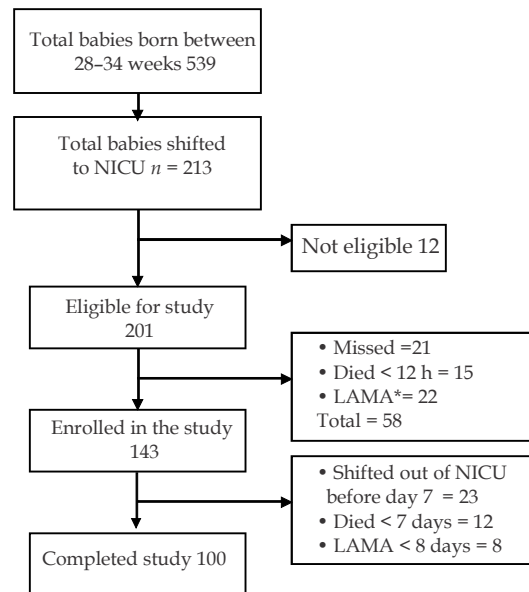 Total babies born between
28–34 weeks 539
Total babies shifted
to NICU n = 213
Not eligible 12
Eligible for study
201
• Missed =21
• Died < 12 h = 15
• LAMA*= 22
Total = 58
Enrolled in the study
143
• Shifted out of NICU
before day 7 = 23
• Died < 7 days = 12
• LAMA < 8 days = 8
Completed study 100